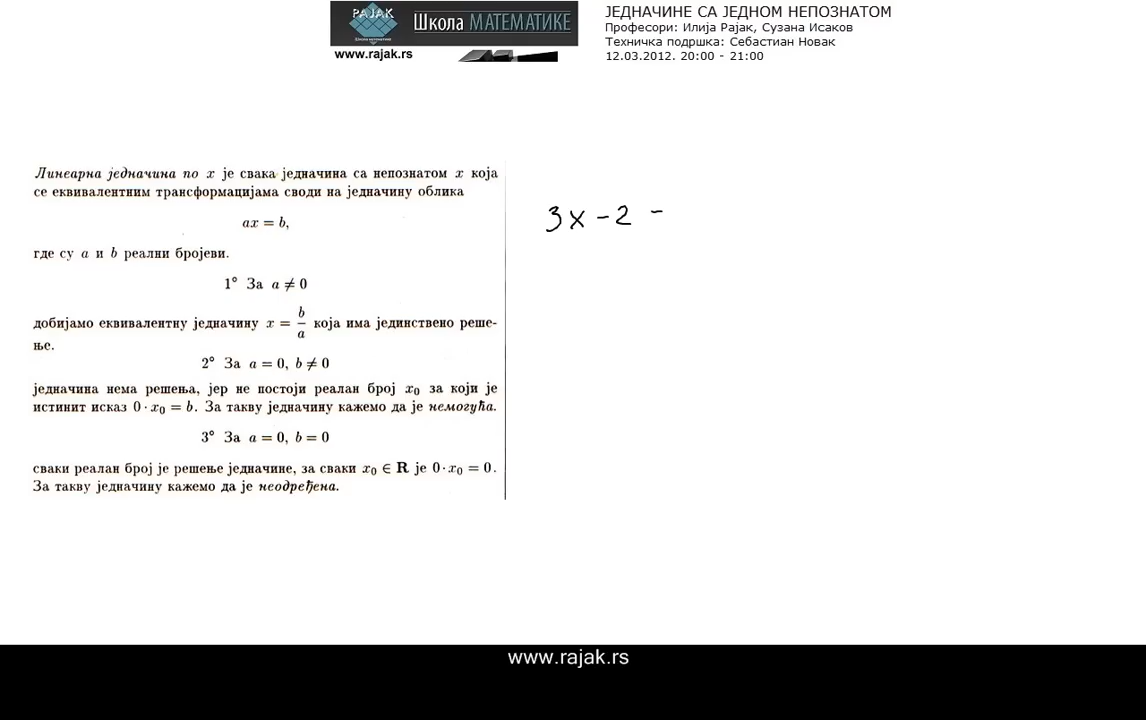 РАЈАК
Школа математике
Школа МАТЕМАТИКЕ
www.rajak.rs
ЈЕДНАЧИНЕ СА ЈЕДНОМ НЕПОЗНАТОМ
Професори: Илија Рајак, Сузана Исаков
Техничка подршка: Себастиан Новак
12.03.2012. 20:00 - 21:00
Линеарна једначина по x је свака једначина са непознатом x која
се еквивалентним трансформацијама своди на једначину облика
ax = b,
где су a и b реални бројеви.
1° За a ≠ 0
добијамо еквивалентну једначину x = b/a која има јединствено реше-
ње.
2° За a = 0, b ≠ 0
једначина нема решења, јер не постоји реалан број x₀ за који је
истинит исказ 0 · x₀ = b. За такву једначину кажемо да је немогућа.
3° За a = 0, b = 0
сваки реалан број је решење једначине, за сваки x₀ ∈ R је 0 · x₀ = 0.
За такву једначину кажемо да је неодређена.
3x - 2 -
www.rajak.rs